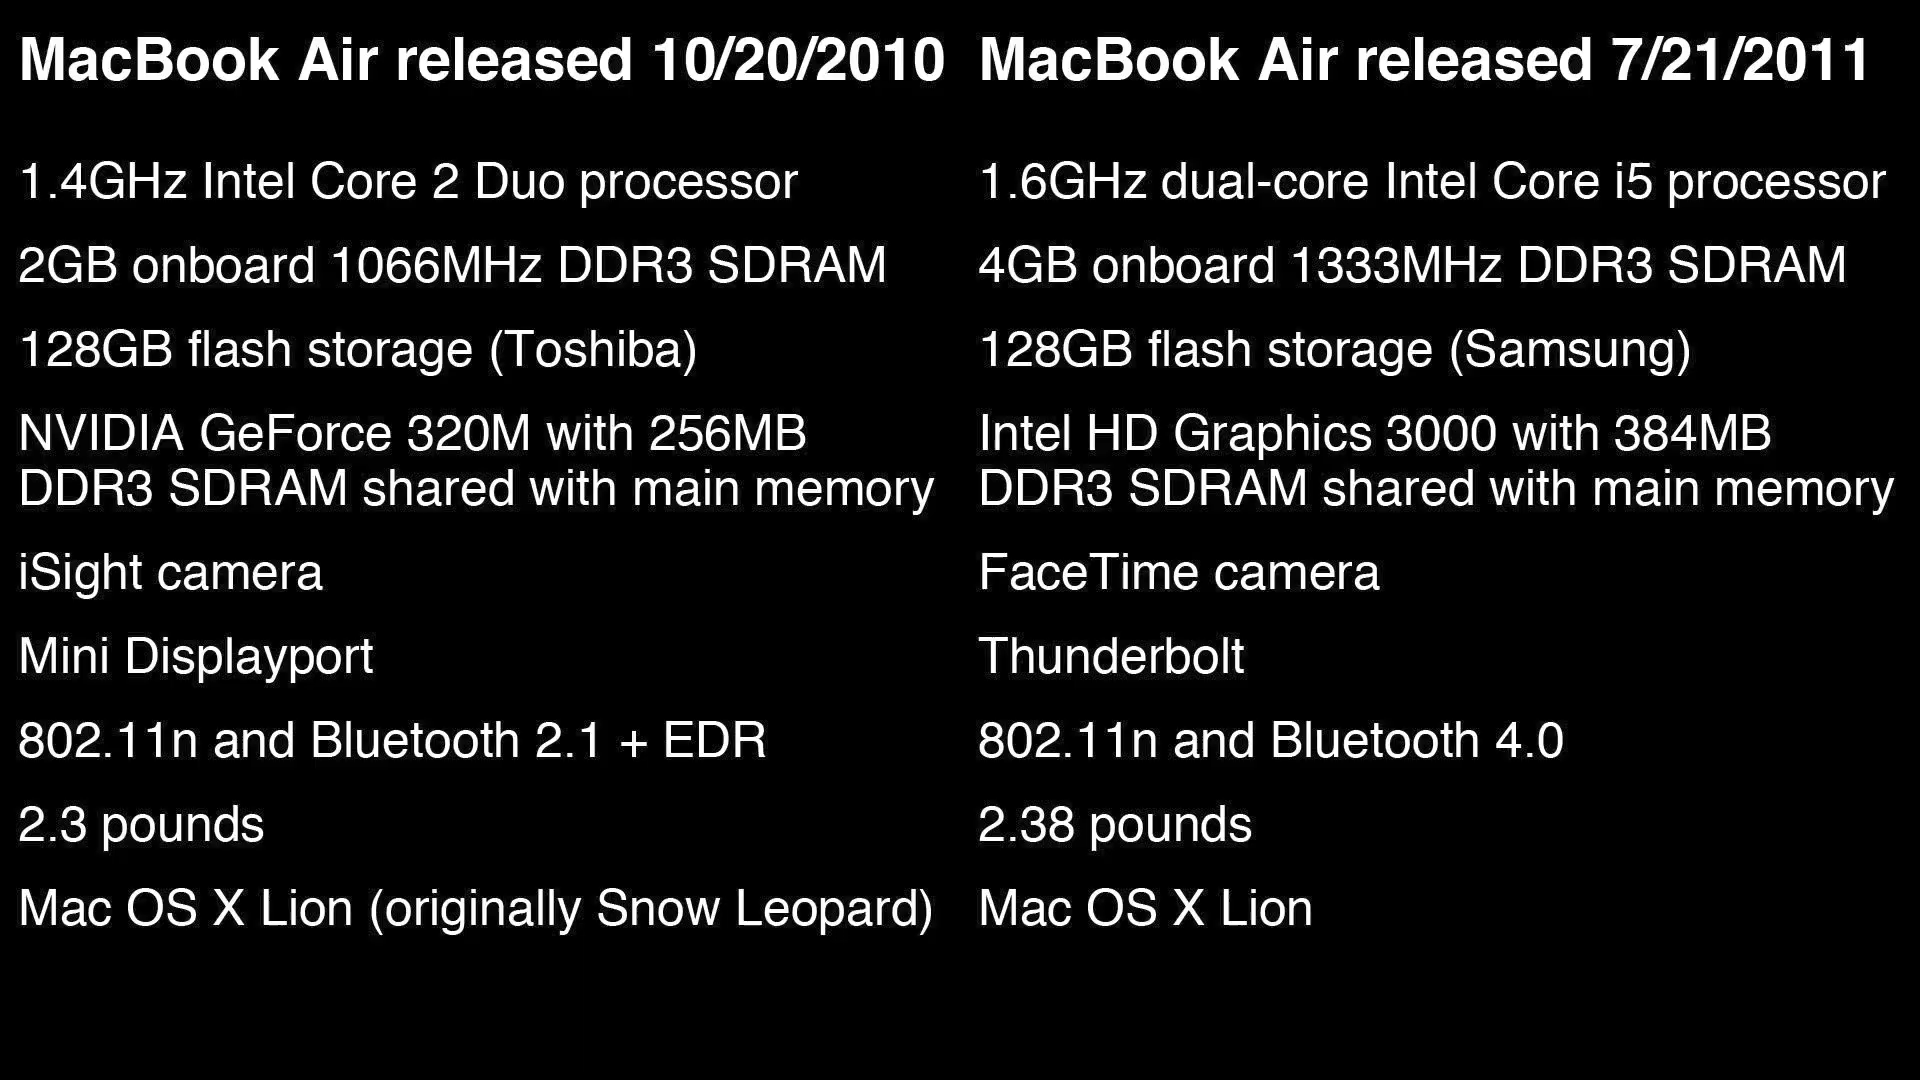 MacBook Air released 10/20/2010
1.4GHz Intel Core 2 Duo processor
2GB onboard 1066MHz DDR3 SDRAM
128GB flash storage (Toshiba)
NVIDIA GeForce 320M with 256MB
DDR3 SDRAM shared with main memory
iSight camera
Mini Displayport
802.11n and Bluetooth 2.1 + EDR
2.3 pounds
Mac OS X Lion (originally Snow Leopard)
MacBook Air released 7/21/2011
1.6GHz dual-core Intel Core i5 processor
4GB onboard 1333MHz DDR3 SDRAM
128GB flash storage (Samsung)
Intel HD Graphics 3000 with 384MB
DDR3 SDRAM shared with main memory
FaceTime camera
Thunderbolt
802.11n and Bluetooth 4.0
2.38 pounds
Mac OS X Lion